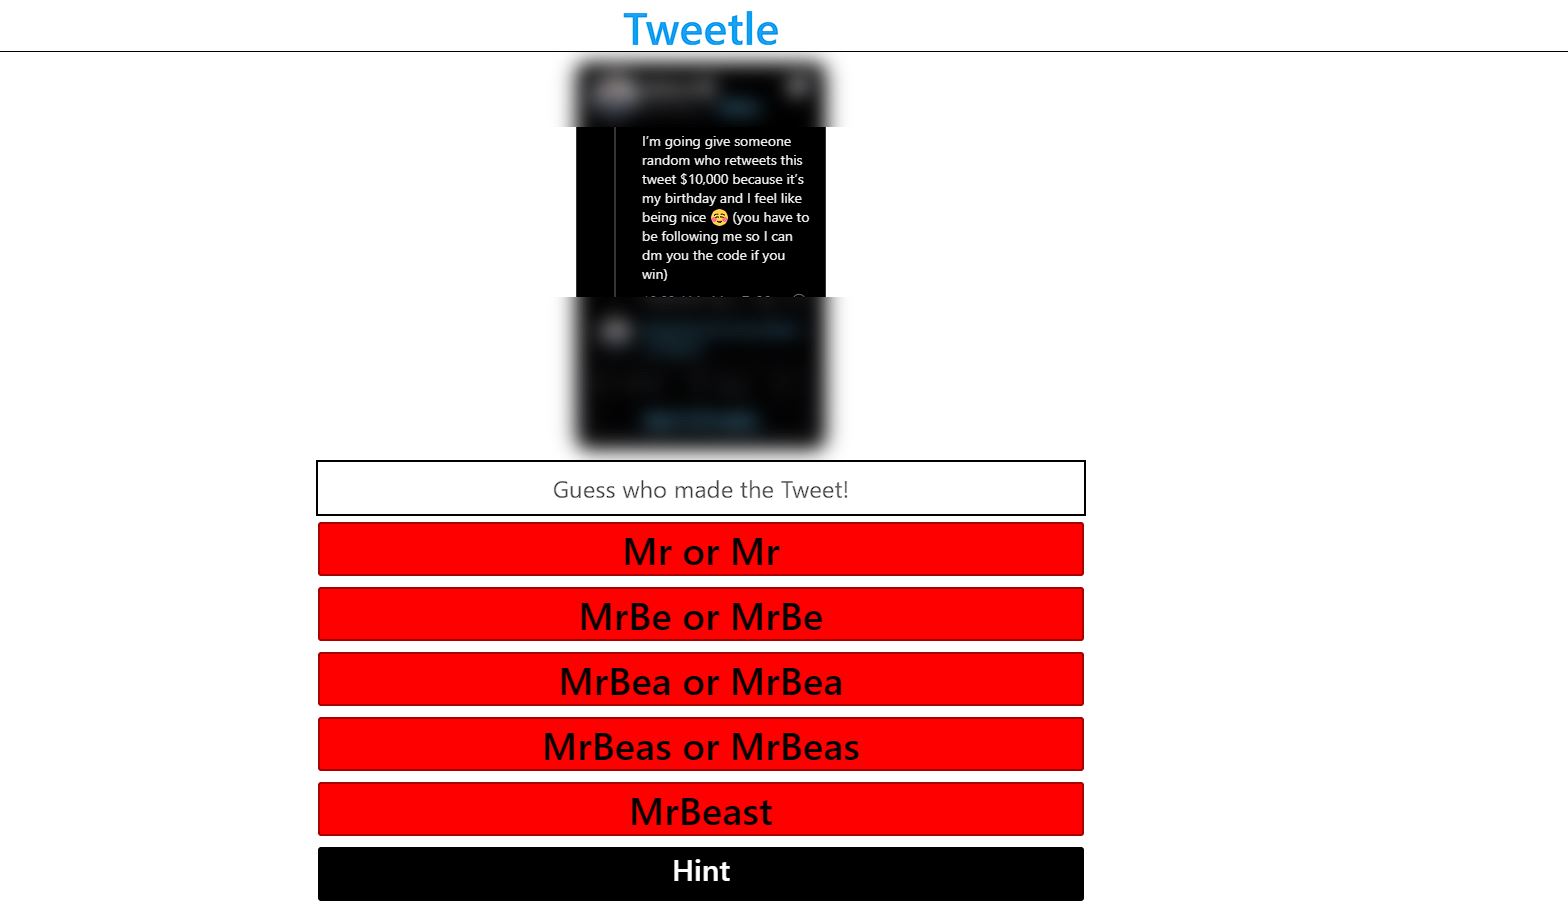 Tweetle
I'm going give someone
random who retweets this
tweet $10,000 because it's
my birthday and I feel like
being nice ☺️ (you have to
be following me so I can
dm you the code if you
win)
Guess who made the Tweet!
Mr or Mr
MrBe or MrBe
MrBea or MrBea
MrBeas or MrBeas
MrBeast
Hint